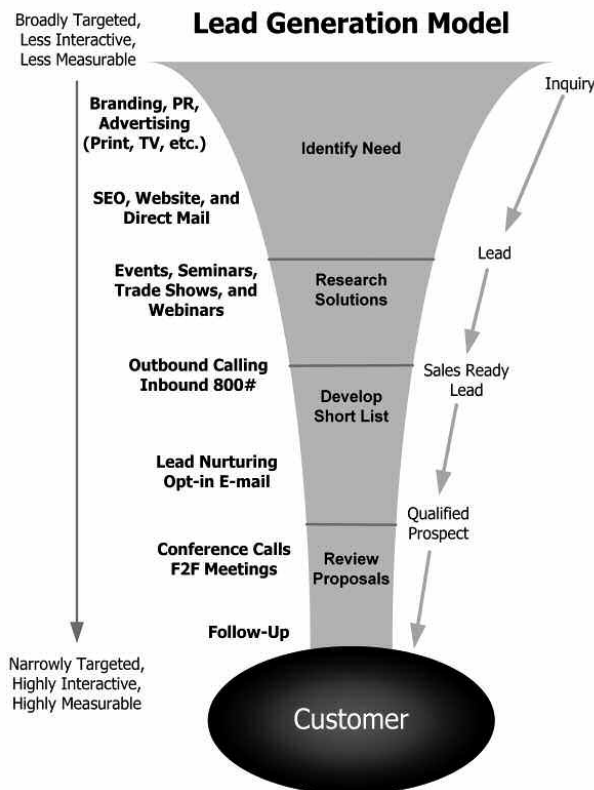 Lead Generation Model
Broadly Targeted,
Less Interactive,
Less Measurable
Inquiry
Branding, PR,
Advertising
(Print, TV, etc.)
Identify Need
SEO, Website, and
Direct Mail
Lead
Events, Seminars,
Trade Shows, and
Webinars
Research
Solutions
Outbound Calling
Inbound 800#
Sales Ready
Lead
Develop
Short List
Lead Nurturing
Opt-in E-mail
Qualified
Prospect
Conference Calls
F2F Meetings
Review
Proposals
Follow-Up
Narrowly Targeted,
Highly Interactive,
Highly Measurable
Customer